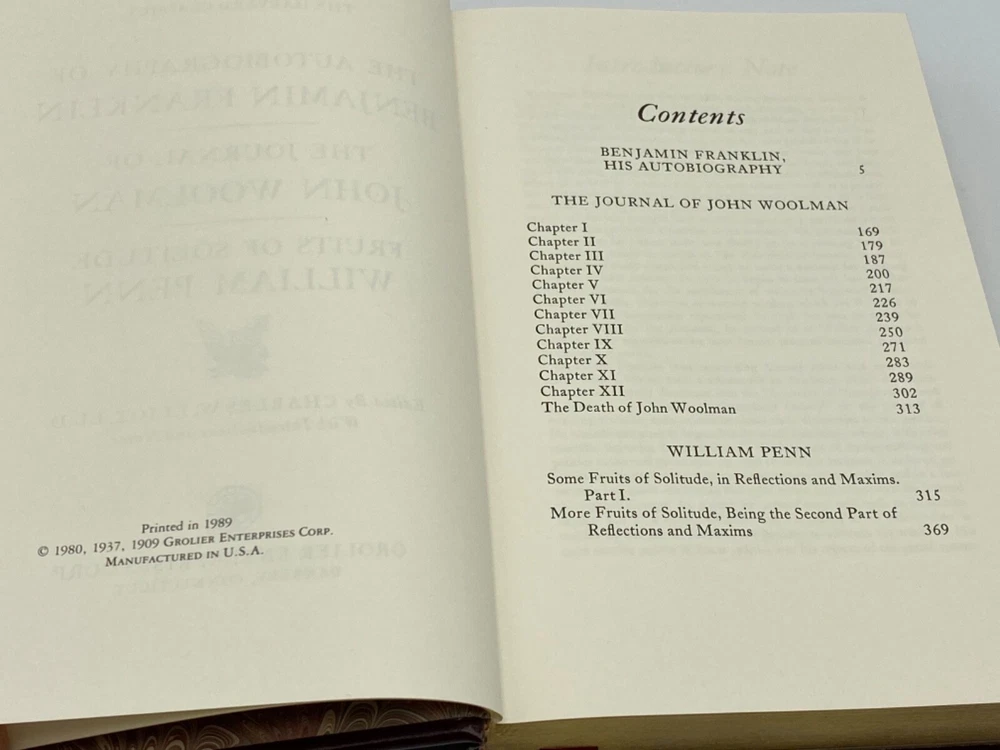 Printed in 1989
© 1980, 1937, 1909 GROLIER ENTERPRISES CORP.
MANUFACTURED IN U.S.A.
Contents
BENJAMIN FRANKLIN,
HIS AUTOBIOGRAPHY 5
THE JOURNAL OF JOHN WOOLMAN
Chapter I 169
Chapter II 179
Chapter III 187
Chapter IV 200
Chapter V 217
Chapter VI 226
Chapter VII 239
Chapter VIII 250
Chapter IX 271
Chapter X 283
Chapter XI 289
Chapter XII 302
The Death of John Woolman 313
WILLIAM PENN
Some Fruits of Solitude, in Reflections and Maxims.
Part I. 315
More Fruits of Solitude, Being the Second Part of
Reflections and Maxims 369